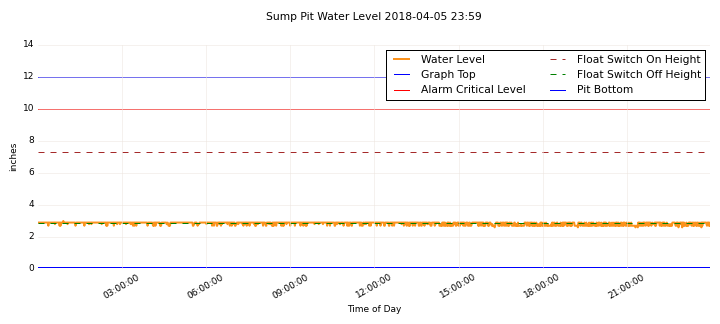 Sump Pit Water Level 2018-04-05 23:59
14
12
10
8
6
4
2
0
inches
Water Level
Graph Top
Alarm Critical Level
Float Switch On Height
Float Switch Off Height
Pit Bottom
03:00:00
06:00:00
09:00:00
12:00:00
15:00:00
18:00:00
21:00:00
Time of Day